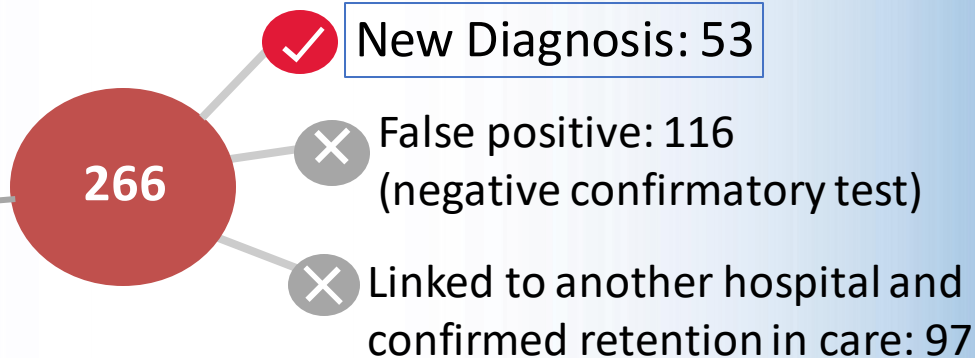 266
New Diagnosis: 53
False positive: 116
(negative confirmatory test)
Linked to another hospital and
confirmed retention in care: 97